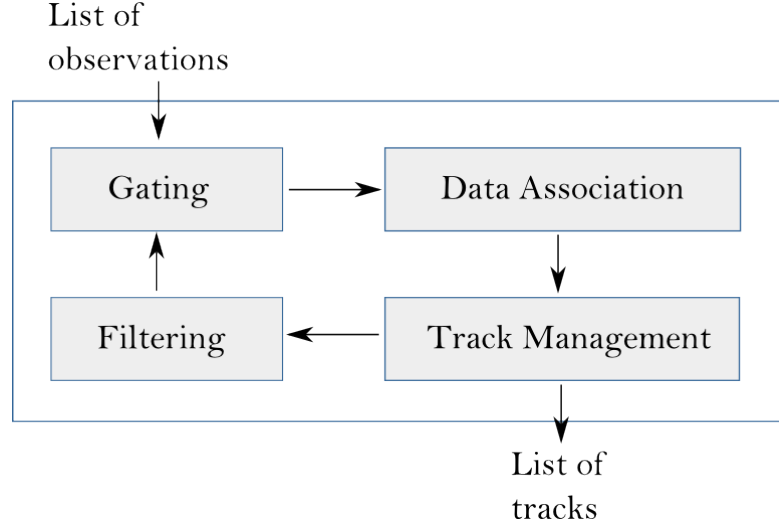 List of
observations
Gating
Data Association
Filtering
Track Management
List of
tracks